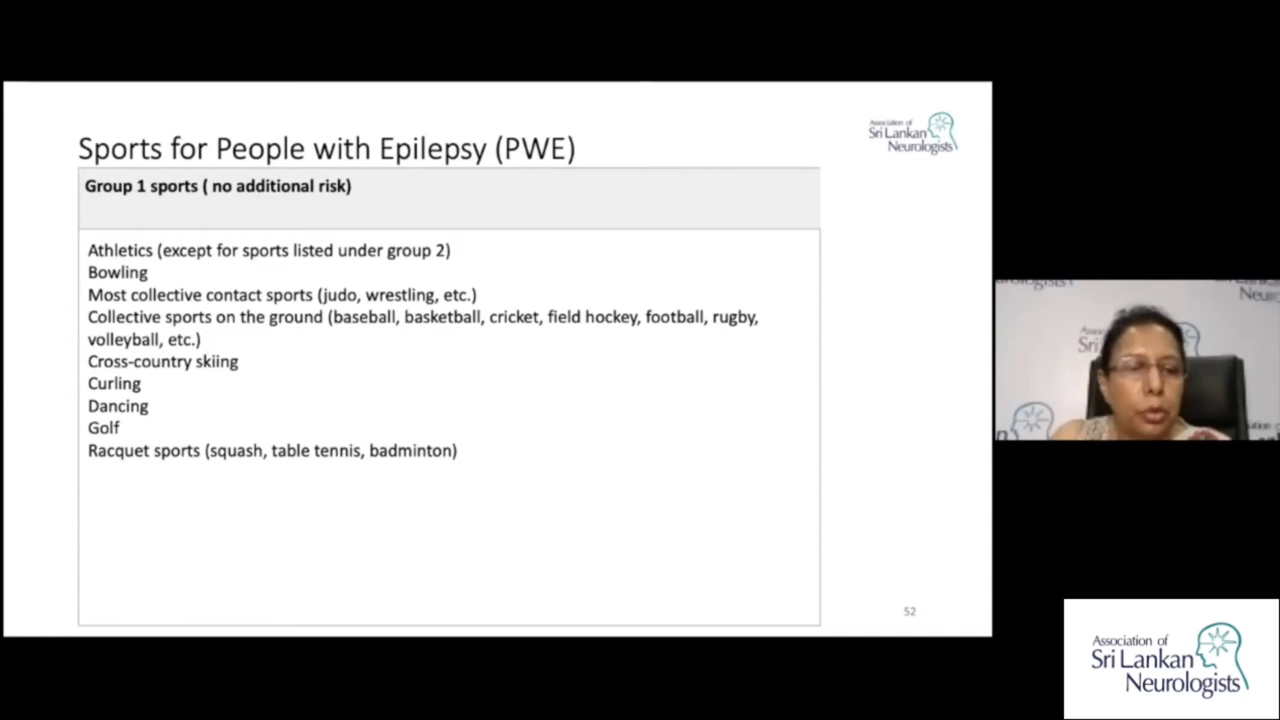 Sports for People with Epilepsy (PWE)
Association of
Sri Lankan
Neurologists
Group 1 sports ( no additional risk)
Athletics (except for sports listed under group 2)
Bowling
Most collective contact sports (judo, wrestling, etc.)
Collective sports on the ground (baseball, basketball, cricket, field hockey, football, rugby,
volleyball, etc.)
Cross-country skiing
Curling
Dancing
Golf
Racquet sports (squash, table tennis, badminton)
52
Association of
Sri Lankan
Neurologists